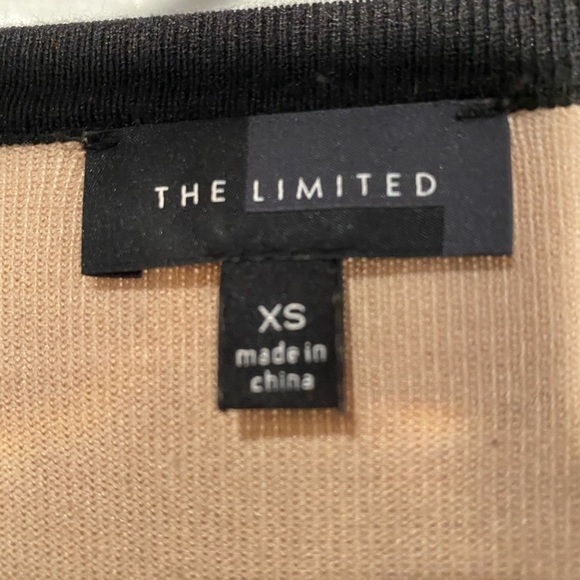 THE LIMITED
XS
made in
china